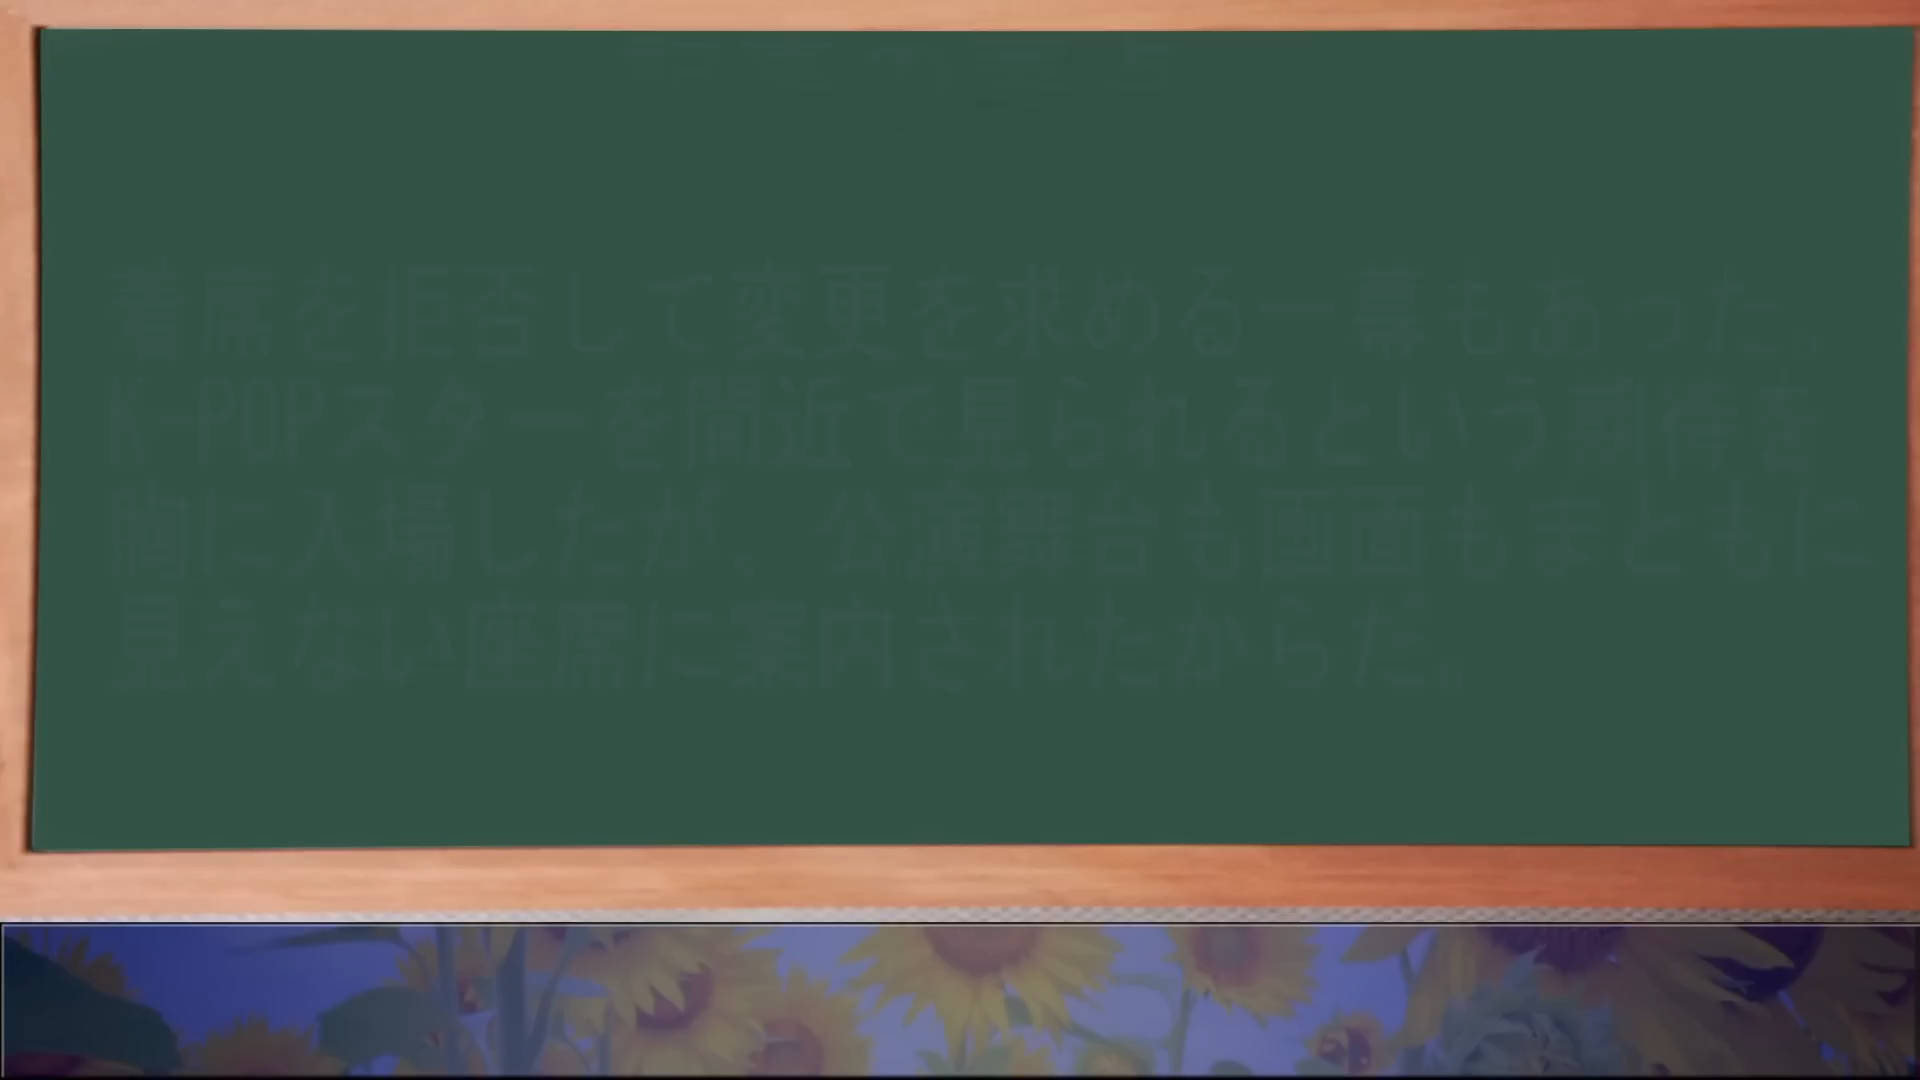 着席を拒否して変更を求める一幕もあった。
K-POPスターを間近で見られるという期待を
胸に入場したが、公演舞台も画面もまともに
見えない座席に案内されたからだ。